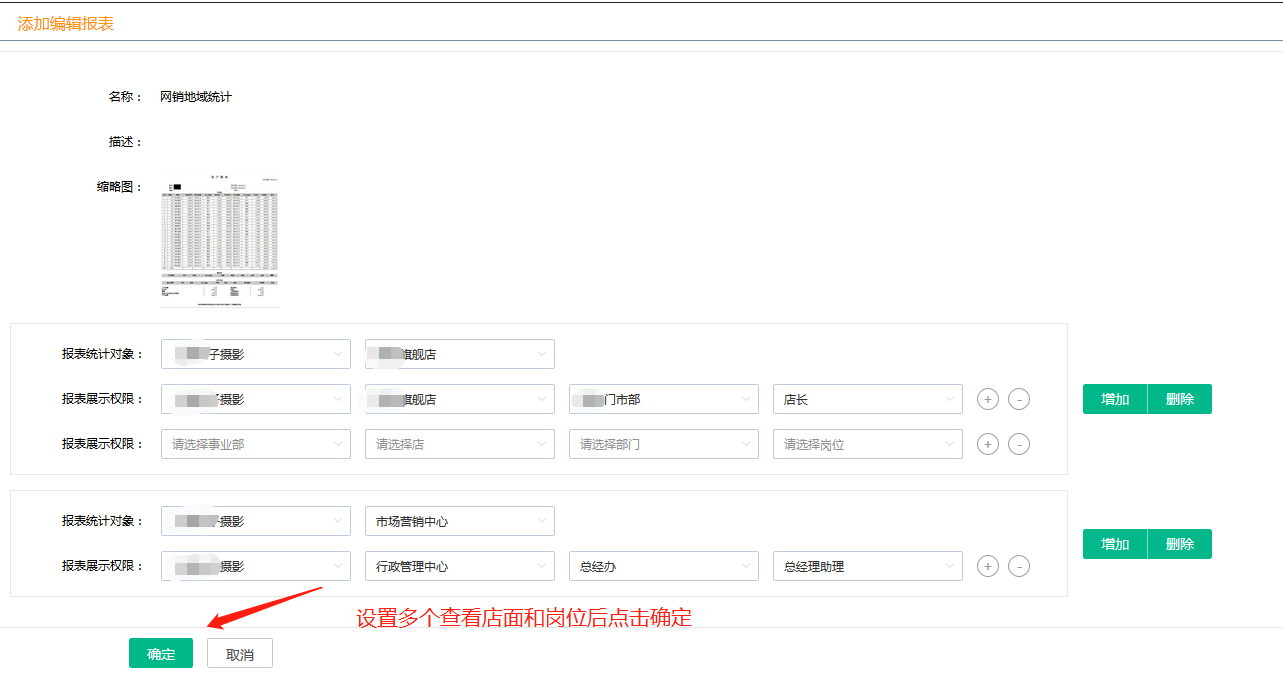 添加编辑报表
名称： 网销地域统计
描述：
缩略图：
报表统计对象： 子摄影 旗舰店
报表展示权限： 摄影 旗舰店 门市部 店长 + -
增加 删除
报表展示权限： 请选择事业部 请选择店 请选择部门 请选择岗位 + -
报表统计对象： 摄影 市场营销中心
增加 删除
报表展示权限： 摄影 行政管理中心 总经办 总经理助理 + -
设置多个查看店面和岗位后点击确定
确定 取消